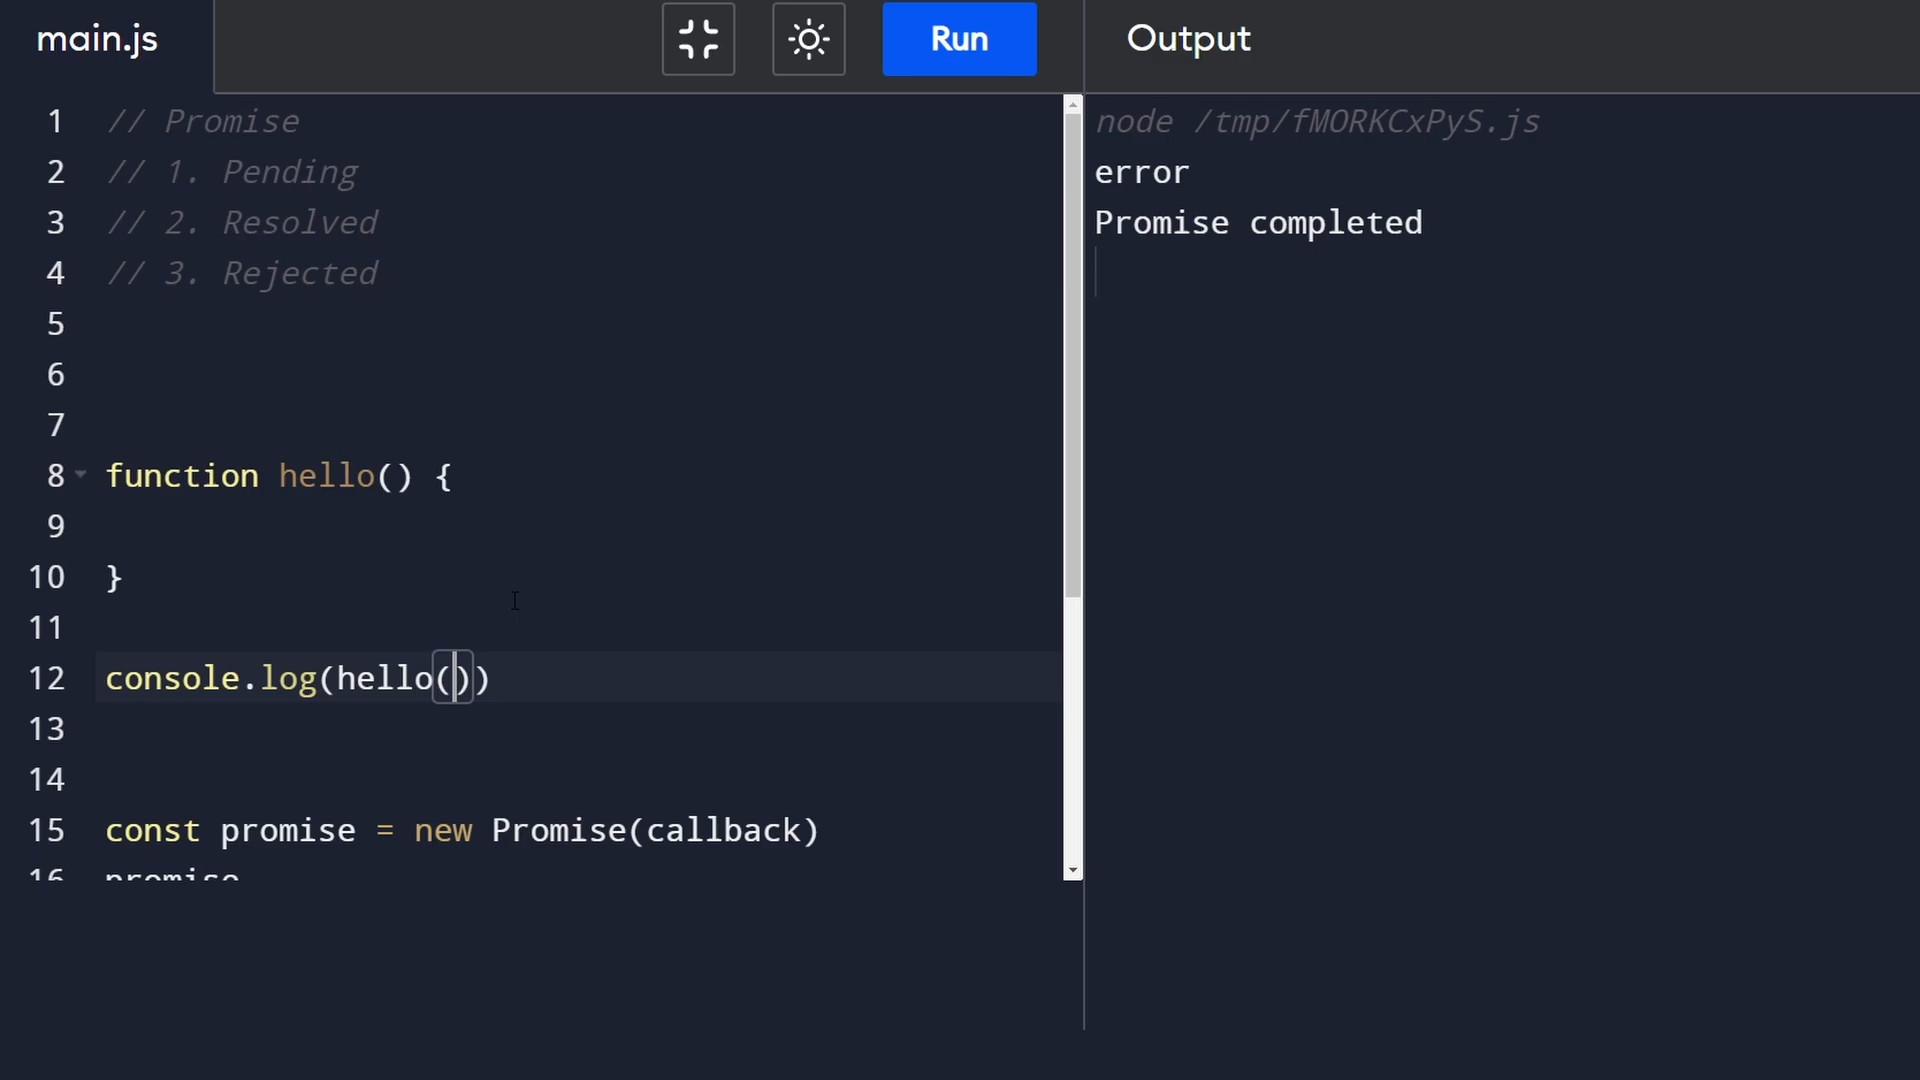 main.js
Run
Output
1 // Promise
2 // 1. Pending
3 // 2. Resolved
4 // 3. Rejected
5
6
7
8 function hello() {
9
10 }
11
12 console.log(hello())
13
14
15 const promise = new Promise(callback)
16 promise
node /tmp/fMORKCxPyS.js
error
Promise completed